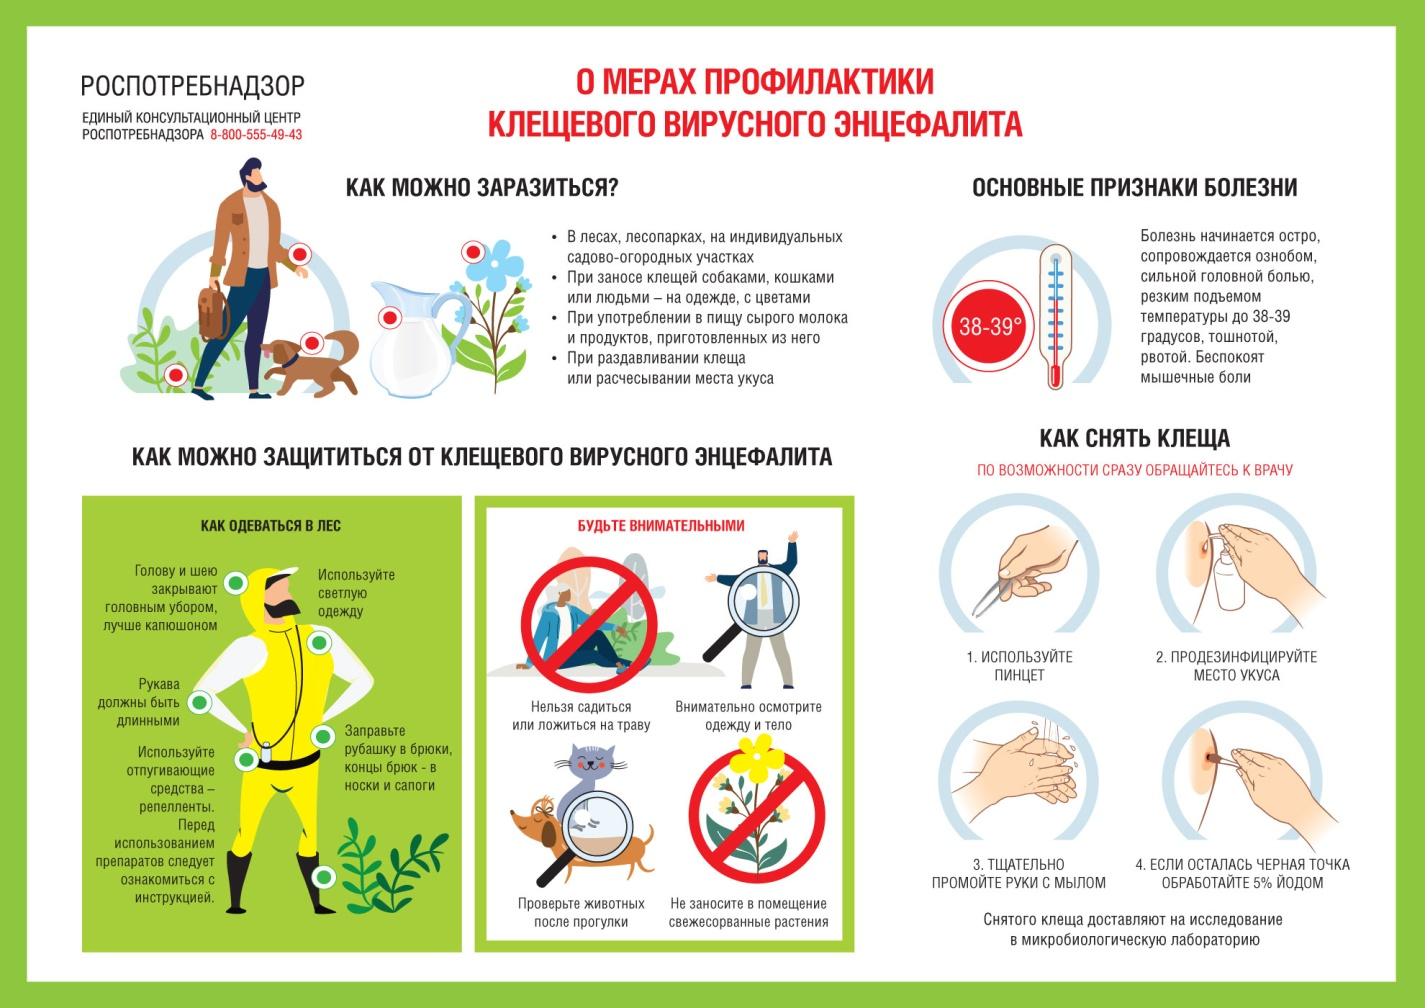 РОСПОТРЕБНАДЗОР
ЕДИНЫЙ КОНСУЛЬТАЦИОННЫЙ ЦЕНТР
РОСПОТРЕБНАДЗОРА 8-800-555-49-43
О МЕРАХ ПРОФИЛАКТИКИ
КЛЕЩЕВОГО ВИРУСНОГО ЭНЦЕФАЛИТА
КАК МОЖНО ЗАРАЗИТЬСЯ?
• В лесах, лесопарках, на индивидуальных
садово-огородных участках
• При заносе клещей собаками, кошками
или людьми – на одежде, с цветами
• При употреблении в пищу сырого молока
и продуктов, приготовленных из него
• При раздавливании клеща
или расчесывании места укуса
ОСНОВНЫЕ ПРИЗНАКИ БОЛЕЗНИ
38-39°
Болезнь начинается остро,
сопровождается ознобом,
сильной головной болью,
резким подъемом
температуры до 38-39
градусов, тошнотой,
рвотой. Беспокоят
мышечные боли
КАК МОЖНО ЗАЩИТИТЬСЯ ОТ КЛЕЩЕВОГО ВИРУСНОГО ЭНЦЕФАЛИТА
КАК ОДЕВАТЬСЯ В ЛЕС
Голову и шею
закрывают
головным убором,
лучше капюшоном
Используйте
светлую
одежду
Рукава
должны быть
длинными
Заправьте
рубашку в брюки,
концы брюк - в
носки и сапоги
Используйте
отпугивающие
средства –
репелленты.
Перед
использованием
препаратов следует
ознакомиться с
инструкцией.
БУДЬТЕ ВНИМАТЕЛЬНЫМИ
Нельзя садиться
или ложиться на траву
Внимательно осмотрите
одежду и тело
Проверьте животных
после прогулки
Не заносите в помещение
свежесорванные растения
КАК СНЯТЬ КЛЕЩА
ПО ВОЗМОЖНОСТИ СРАЗУ ОБРАЩАЙТЕСЬ К ВРАЧУ
1. ИСПОЛЬЗУЙТЕ
ПИНЦЕТ
2. ПРОДЕЗИНФИЦИРУЙТЕ
МЕСТО УКУСА
3. ТЩАТЕЛЬНО
ПРОМОЙТЕ РУКИ С МЫЛОМ
4. ЕСЛИ ОСТАЛАСЬ ЧЕРНАЯ ТОЧКА
ОБРАБОТАЙТЕ 5% ЙОДОМ
Снятого клеща доставляют на исследование
в микробиологическую лабораторию